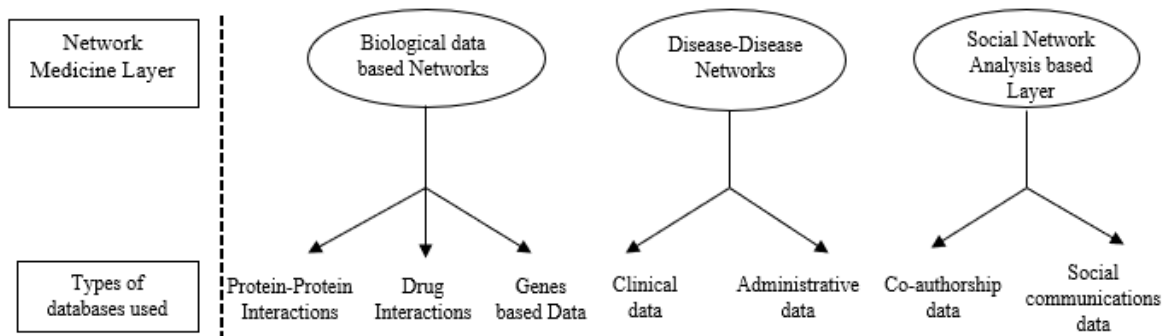 Network
Medicine Layer
Biological data
based Networks
Disease-Disease
Networks
Social Network
Analysis based
Layer
Types of
databases used
Protein-Protein
Interactions
Drug
Interactions
Genes
based Data
Clinical
data
Administrative
data
Co-authorship
data
Social
communications
data